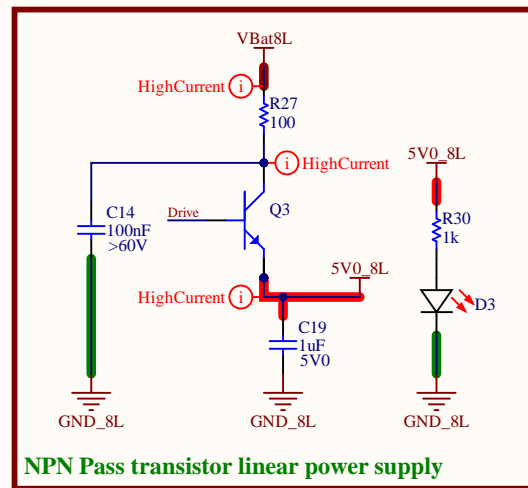 VBat8L
HighCurrent
i
R27
100
i
HighCurrent
5V0_8L
C14
100nF
>60V
Drive
Q3
R30
1k
5V0_8L
HighCurrent
i
D3
C19
1uF
5V0
GND_8L
GND_8L
GND_8L
NPN Pass transistor linear power supply